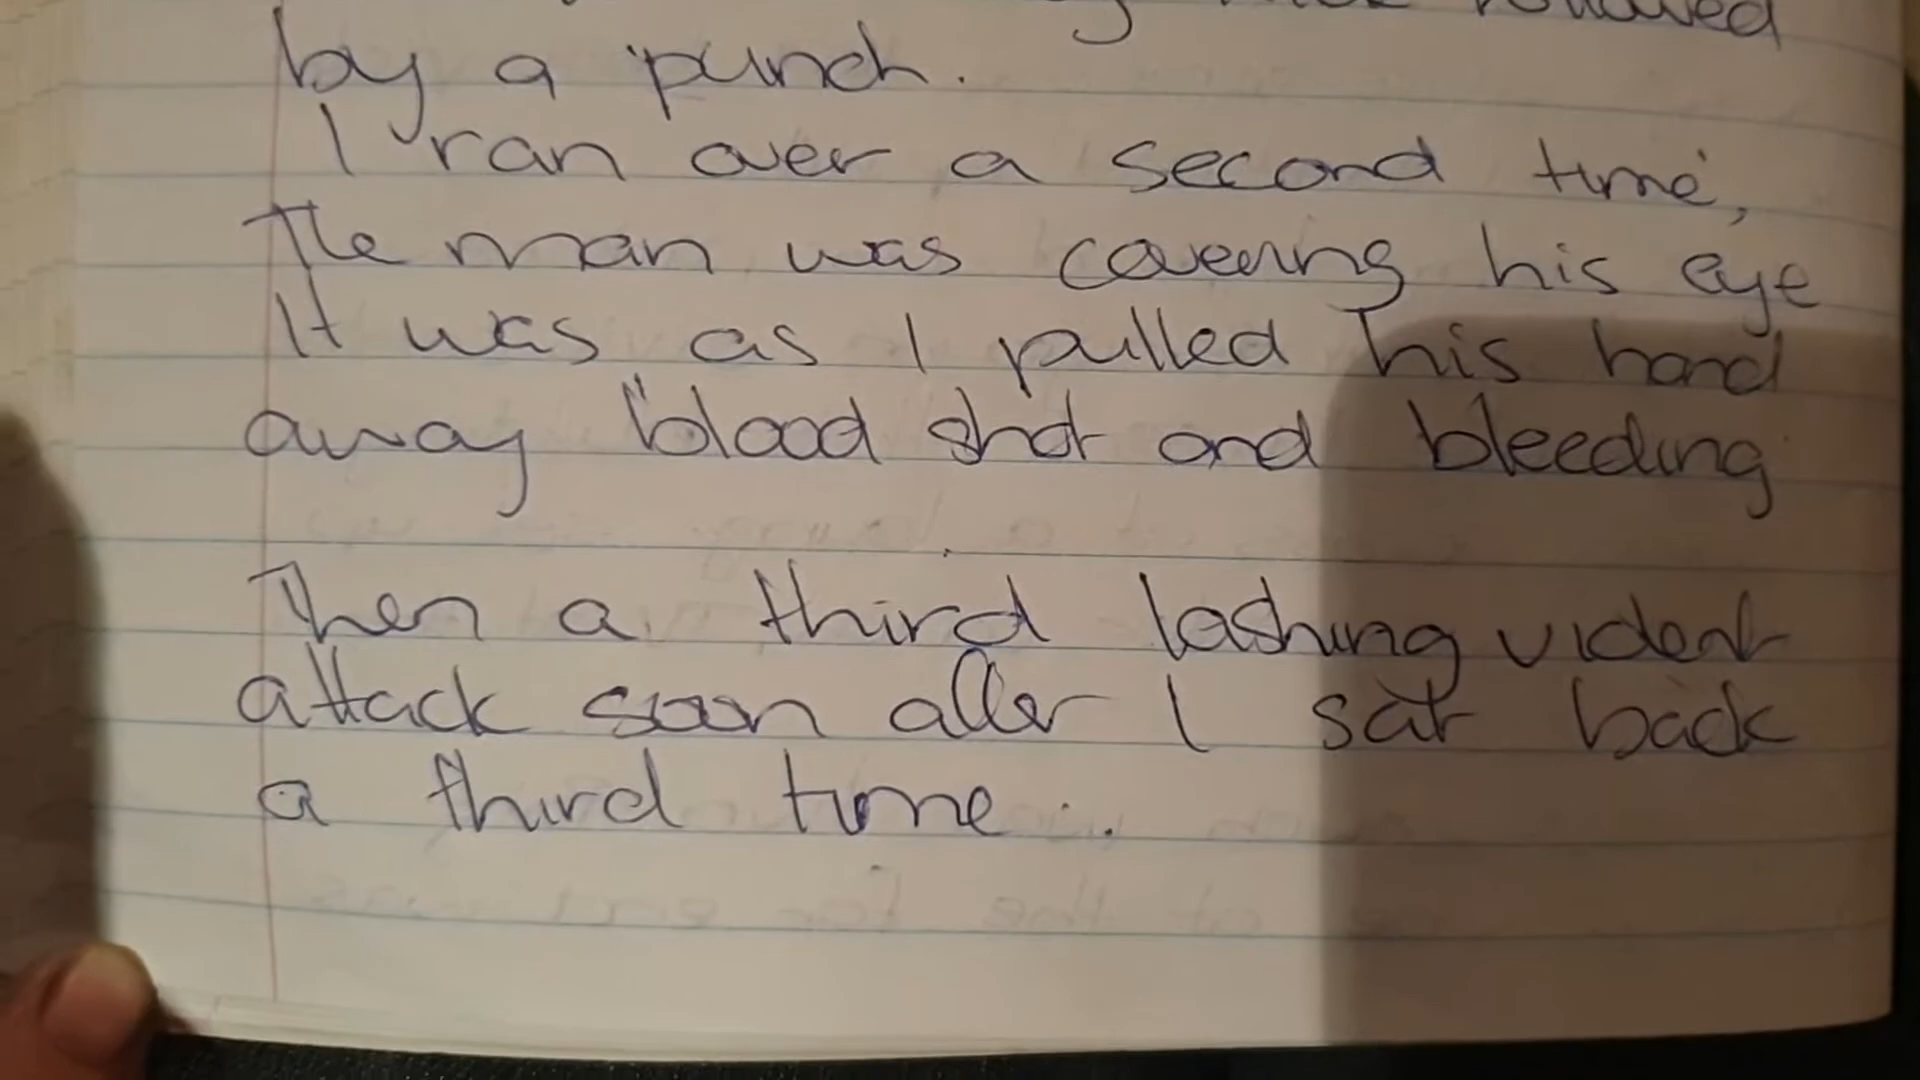 followed
by a punch.
I ran over a second time,
The man was covering his eye
It was as I pulled his hand
away blood shot and bleeding
Then a third lashing violent
attack soon after I sat back
a third time.